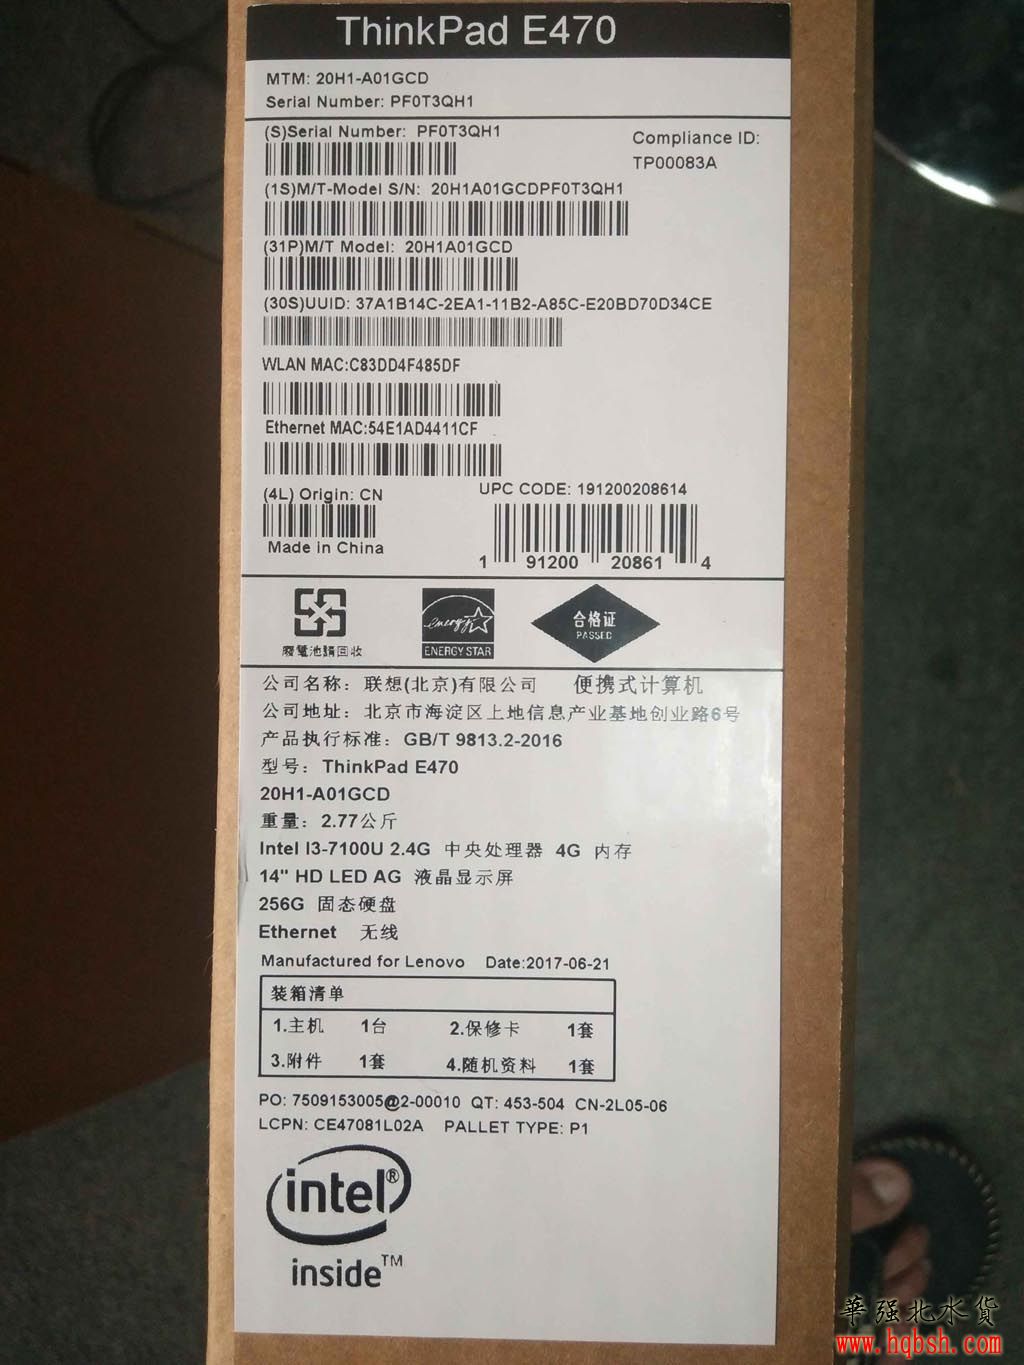 ThinkPad E470
MTM: 20H1-A01GCD
Serial Number: PF0T3QH1
(S)Serial Number: PF0T3QH1
Compliance ID:
TP00083A
(1S)M/T-Model S/N: 20H1A01GCDPF0T3QH1
(31P)M/T Model: 20H1A01GCD
(30S)UUID: 37A1B14C-2EA1-11B2-A85C-E20BD70D34CE
WLAN MAC:C83DD4F485DF
Ethernet MAC:54E1AD4411CF
(4L) Origin: CN
Made in China
UPC CODE: 191200208614
1 91200 20861 4
廢電池請回收
energy
ENERGY STAR
合格证
PASSED
公司名称：联想(北京)有限公司 便携式计算机
公司地址：北京市海淀区上地信息产业基地创业路6号
产品执行标准：GB/T 9813.2-2016
型号：ThinkPad E470
20H1-A01GCD
重量：2.77公斤
Intel I3-7100U 2.4G 中央处理器 4G 内存
14" HD LED AG 液晶显示屏
256G 固态硬盘
Ethernet 无线
Manufactured for Lenovo Date:2017-06-21
装箱清单
1.主机 1台 2.保修卡 1套
3.附件 1套 4.随机资料 1套
PO: 7509153005@2-00010 QT: 453-504 CN-2L05-06
LCPN: CE47081L02A PALLET TYPE: P1
intel®
inside™
華强北水貨
www.hqbsh.com